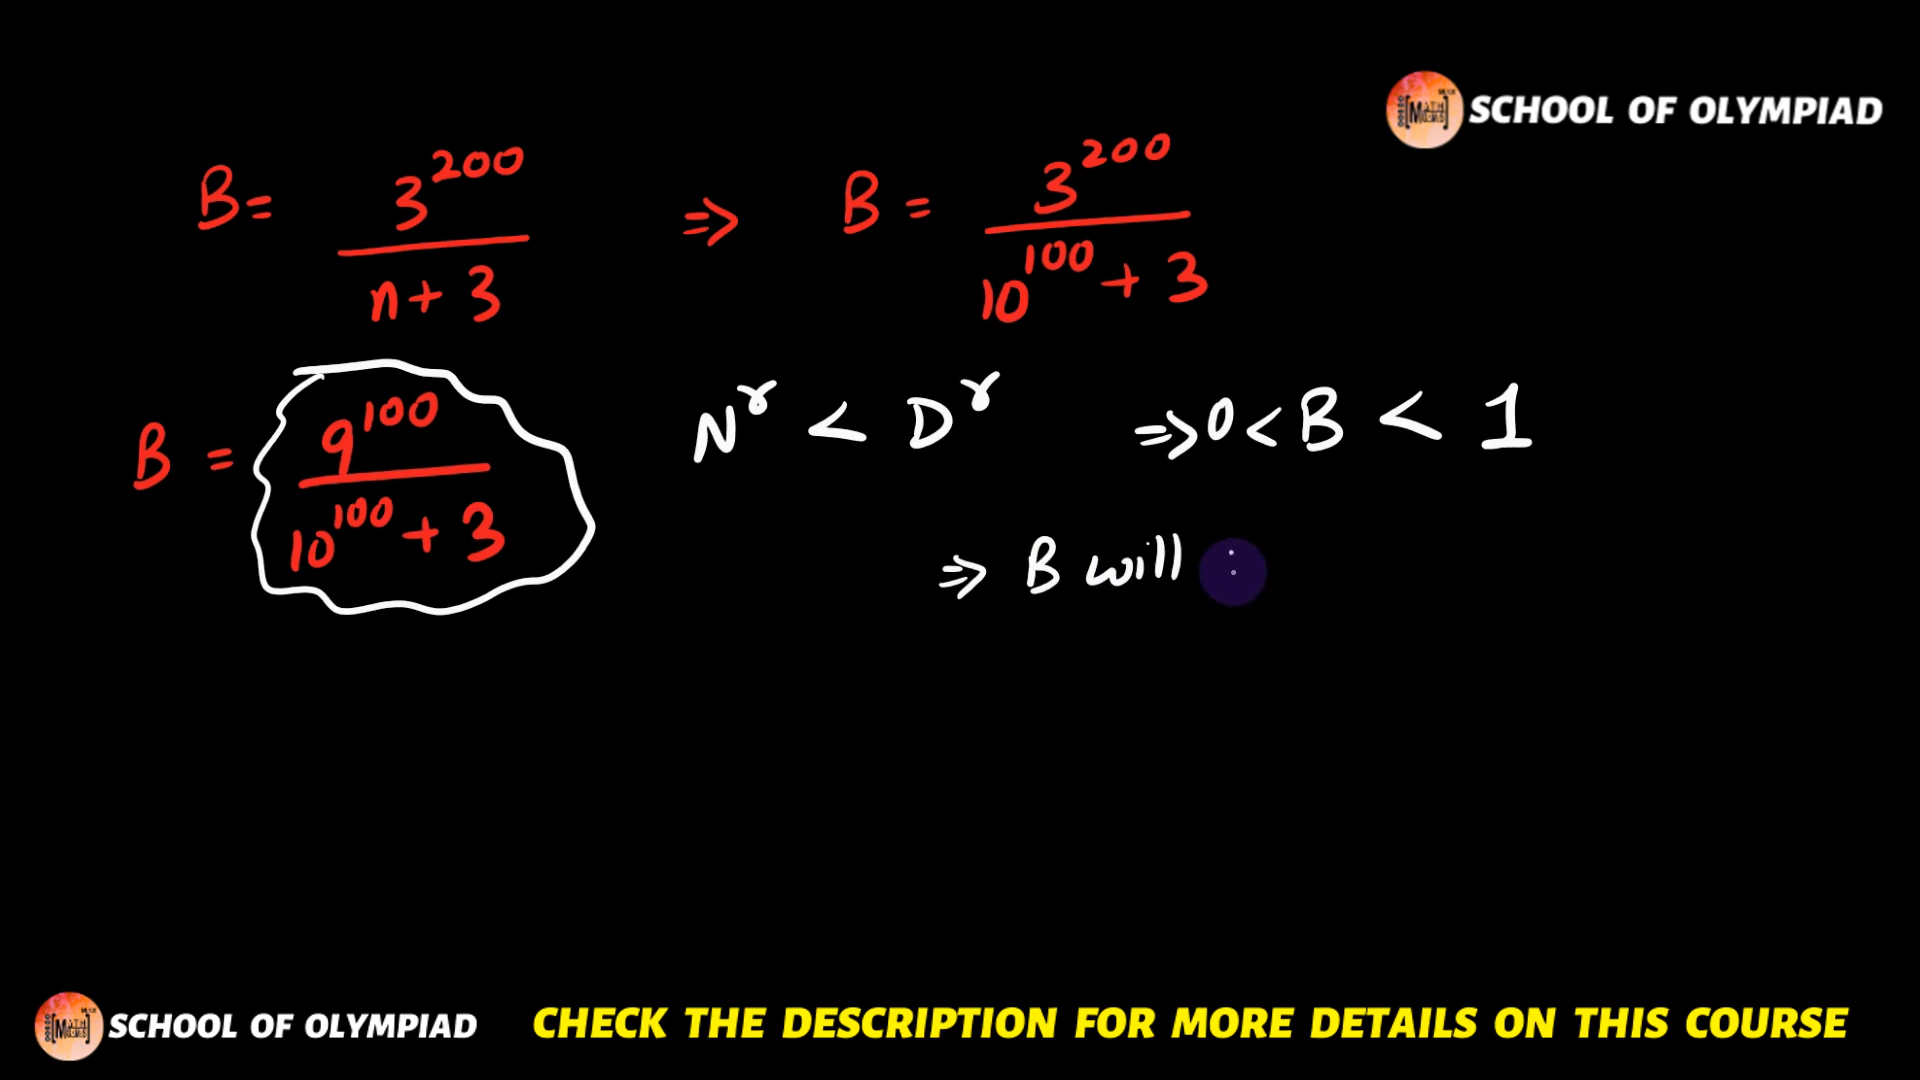 SCHOOL OF OLYMPIAD
B = 3^200 / (n + 3) ⇒ B = 3^200 / (10^100 + 3)
B = 9^100 / (10^100 + 3) N^r < D^r ⇒ 0 < B < 1
⇒ B will
SCHOOL OF OLYMPIAD CHECK THE DESCRIPTION FOR MORE DETAILS ON THIS COURSE